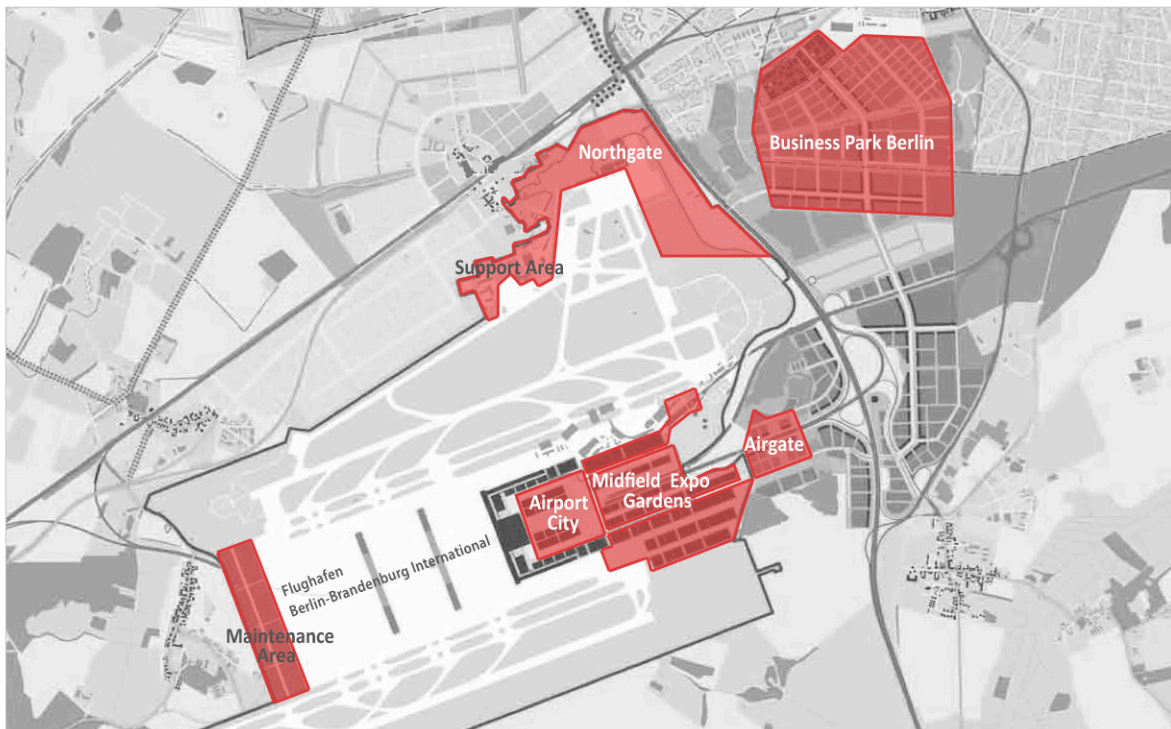 Business Park Berlin
Northgate
Support Area
Airgate
Midfield Expo
Gardens
Airport
City
Flughafen
Berlin-Brandenburg International
Maintenance
Area